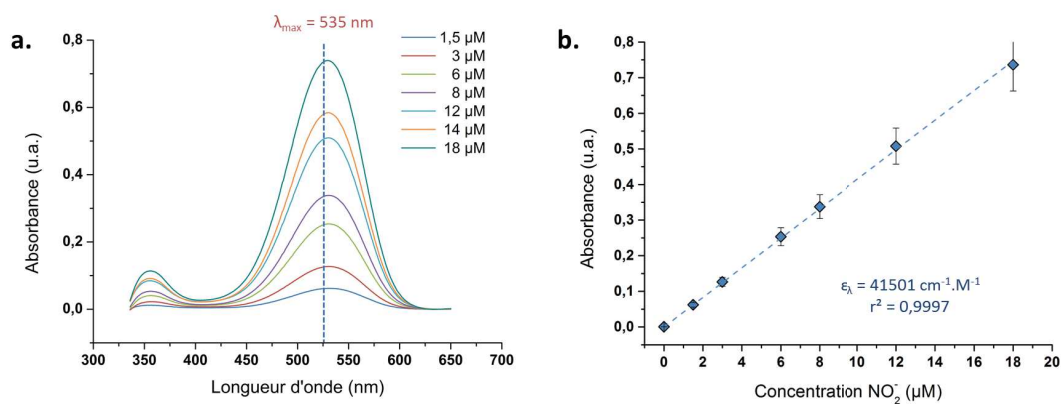 a.
λmax = 535 nm
0,8
0,6
0,4
0,2
0,0
Absorbance (u.a.)
1,5 µM
3 µM
6 µM
8 µM
12 µM
14 µM
18 µM
300 350 400 450 500 550 600 650 700
Longueur d'onde (nm)
b.
0,8
0,7
0,6
0,5
0,4
0,3
0,2
0,1
0,0
Absorbance (u.a.)
ελ = 41501 cm⁻¹.M⁻¹
r² = 0,9997
0 2 4 6 8 10 12 14 16 18 20
Concentration NO₂⁻ (µM)